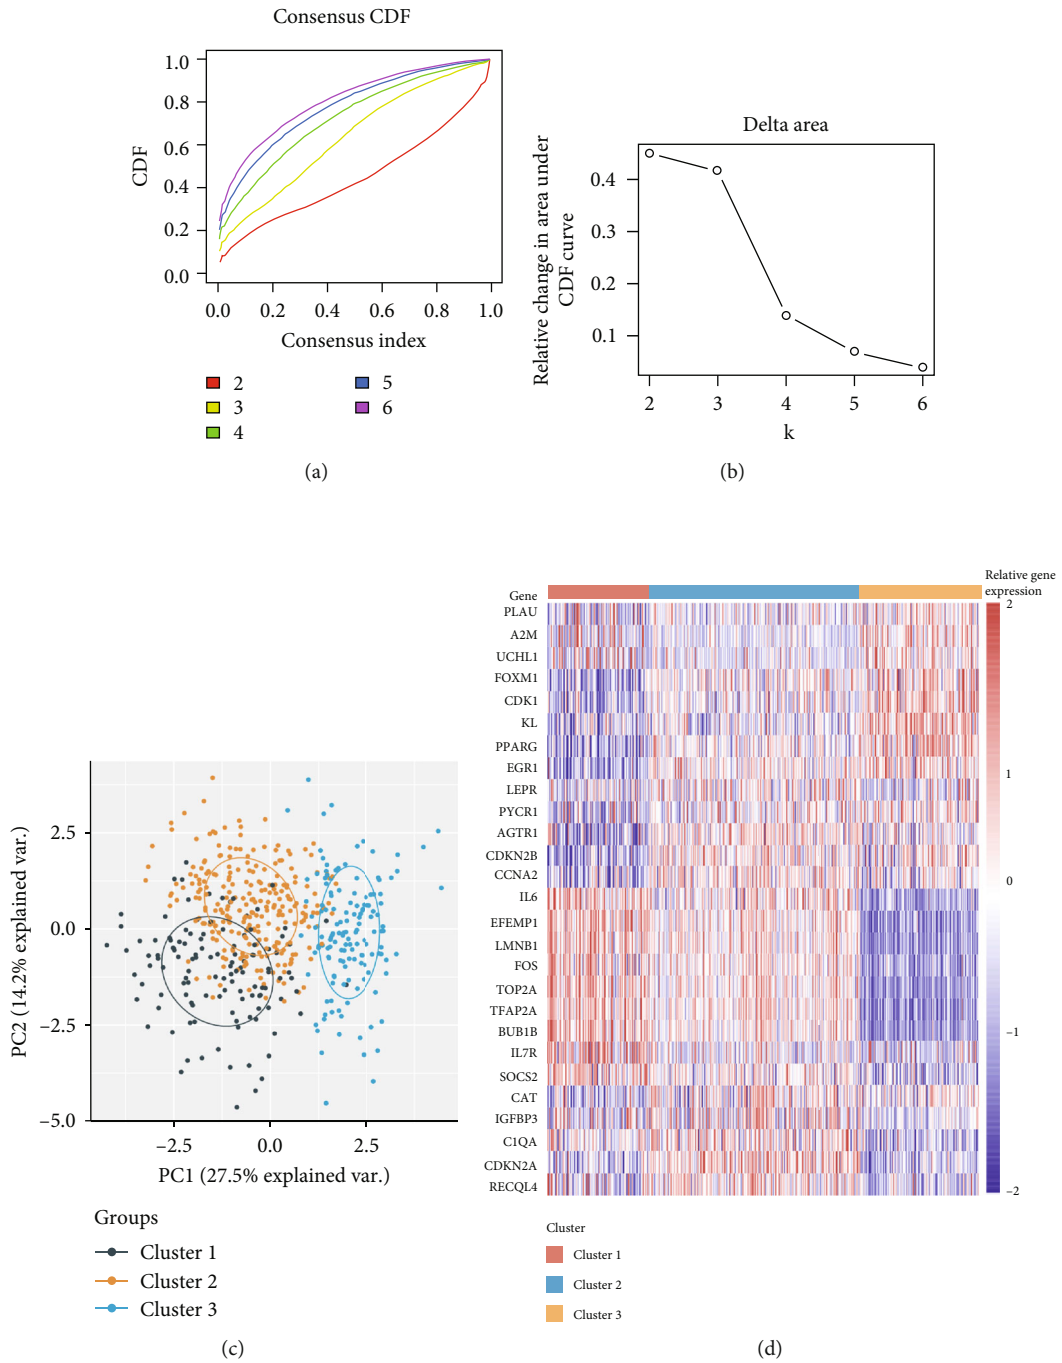 Consensus CDF
CDF
1.0
0.8
0.6
0.4
0.2
0.0
0.0 0.2 0.4 0.6 0.8 1.0
Consensus index
2 5
3 6
4
(a)
Delta area
Relative change in area under
CDF curve
0.4
0.3
0.2
0.1
2 3 4 5 6
k
(b)
PC2 (14.2% explained var.)
2.5
0.0
−2.5
−5.0
−2.5 0.0 2.5
PC1 (27.5% explained var.)
Groups
Cluster 1
Cluster 2
Cluster 3
(c)
Relative gene
expression
Gene
PLAU
A2M
UCHL1
FOXM1
CDK1
KL
PPARG
EGR1
LEPR
PYCR1
AGTR1
CDKN2B
CCNA2
IL6
EFEMP1
LMNB1
FOS
TOP2A
TFAP2A
BUB1B
IL7R
SOCS2
CAT
IGFBP3
C1QA
CDKN2A
RECQL4
2
1
0
−1
−2
Cluster
Cluster 1
Cluster 2
Cluster 3
(d)